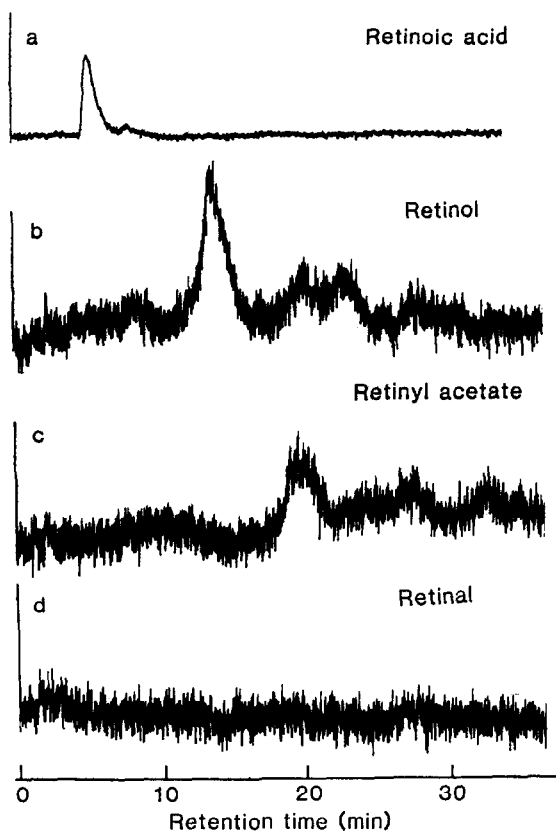 a
Retinoic acid
b
Retinol
Retinyl acetate
c
d
Retinal
0 10 20 30
Retention time (min)